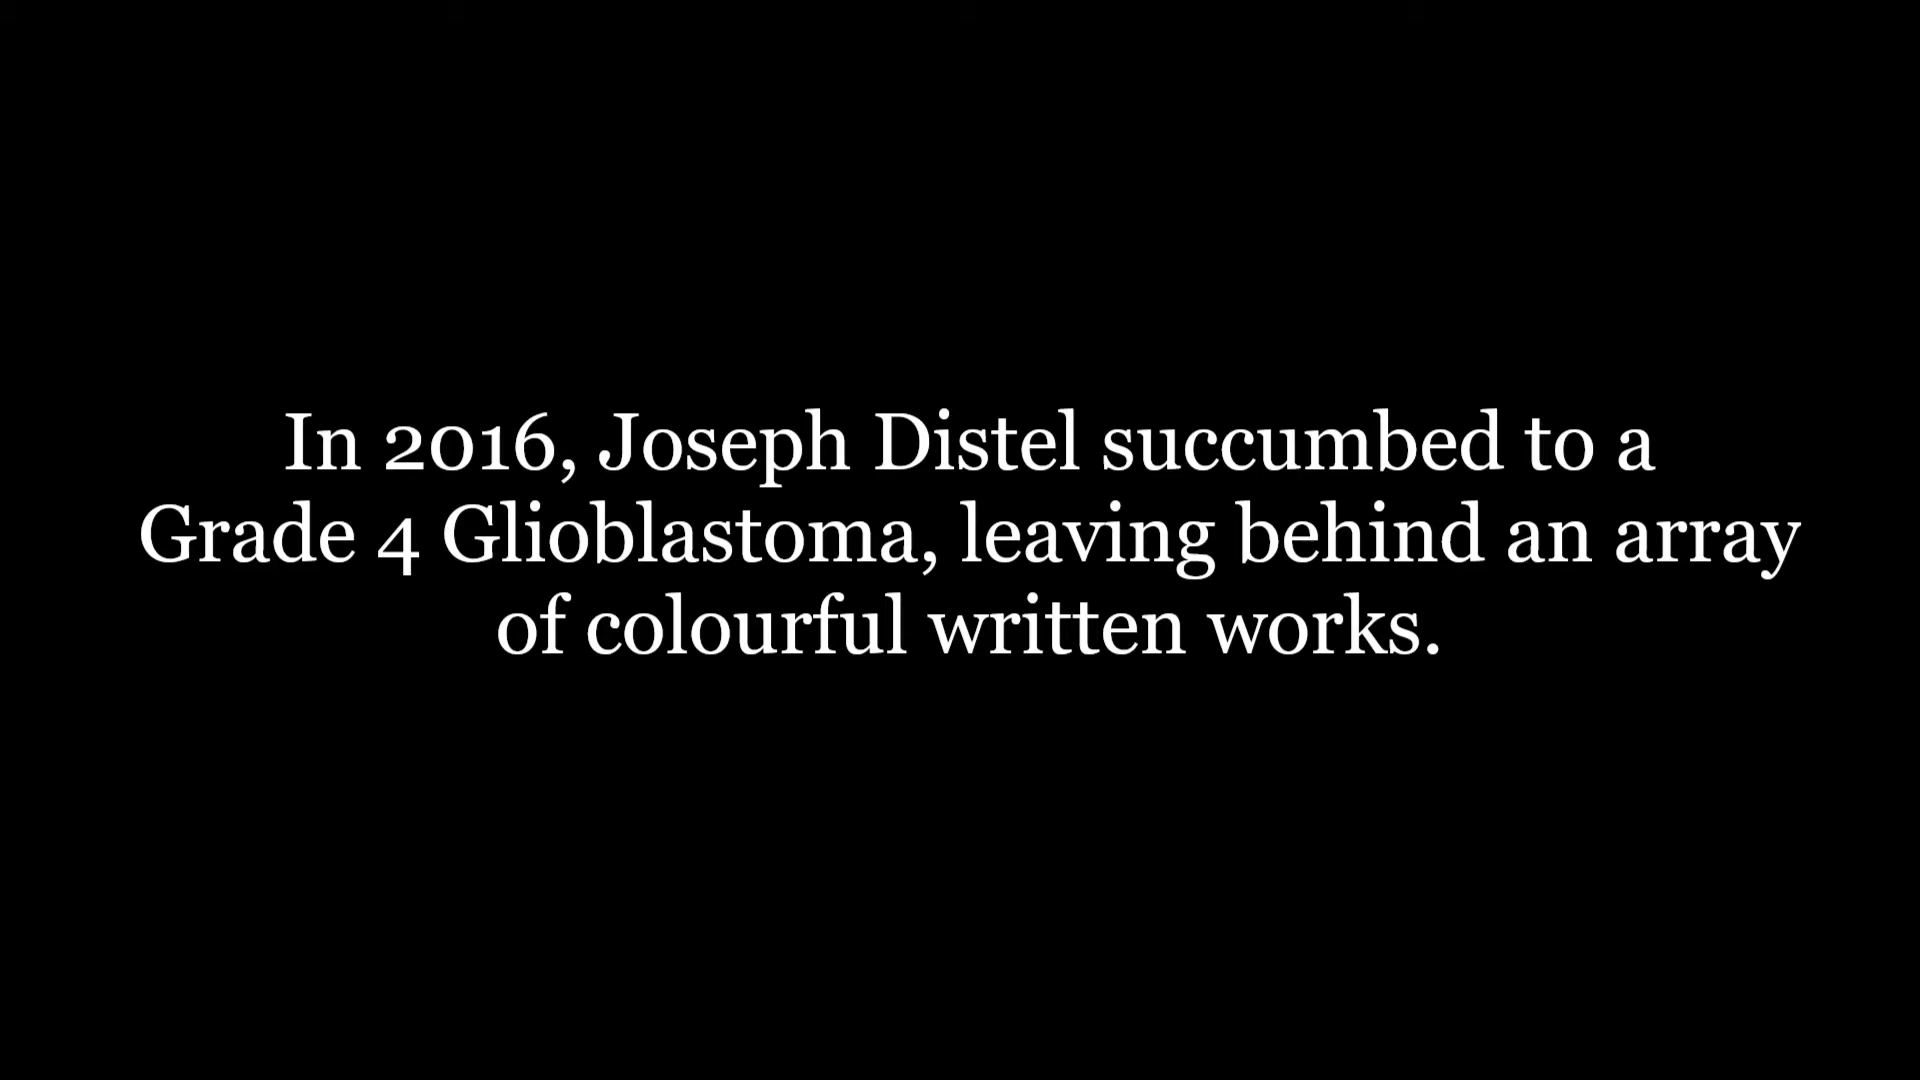 In 2016, Joseph Distel succumbed to a
Grade 4 Glioblastoma, leaving behind an array
of colourful written works.